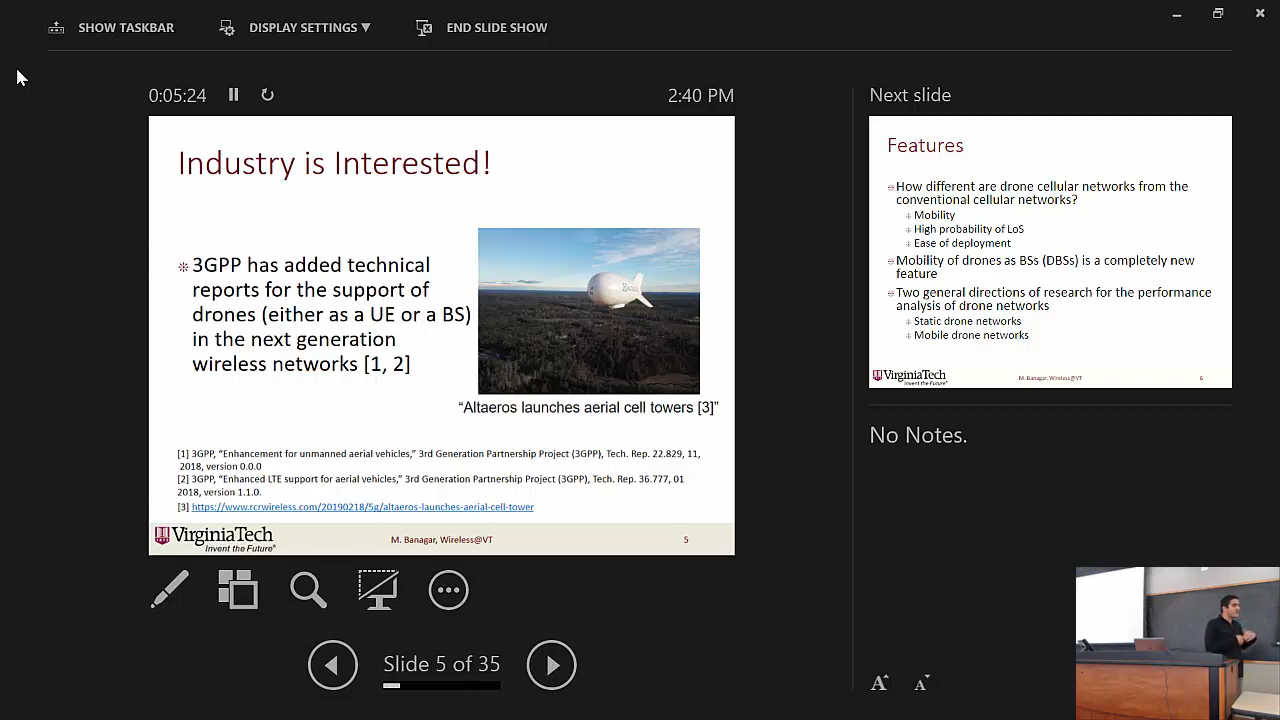 SHOW TASKBAR
DISPLAY SETTINGS ▼
END SLIDE SHOW
0:05:24
2:40 PM
Industry is Interested!
3GPP has added technical
reports for the support of
drones (either as a UE or a BS)
in the next generation
wireless networks [1, 2]
“Altaeros launches aerial cell towers [3]”
[1] 3GPP, “Enhancement for unmanned aerial vehicles,” 3rd Generation Partnership Project (3GPP), Tech. Rep. 22.829, 11,
2018, version 0.0.0
[2] 3GPP, “Enhanced LTE support for aerial vehicles,” 3rd Generation Partnership Project (3GPP), Tech. Rep. 36.777, 01
2018, version 1.1.0.
[3] https://www.rcrwireless.com/20190218/5g/altaeros-launches-aerial-cell-tower
VirginiaTech
Invent the Future®
M. Banagar, Wireless@VT
5
Slide 5 of 35
Next slide
Features
How different are drone cellular networks from the
conventional cellular networks?
Mobility
High probability of LoS
Ease of deployment
Mobility of drones as BSs (DBSs) is a completely new
feature
Two general directions of research for the performance
analysis of drone networks
Static drone networks
Mobile drone networks
VirginiaTech
Invent the Future®
M. Banagar, Wireless@VT
6
No Notes.
A
A